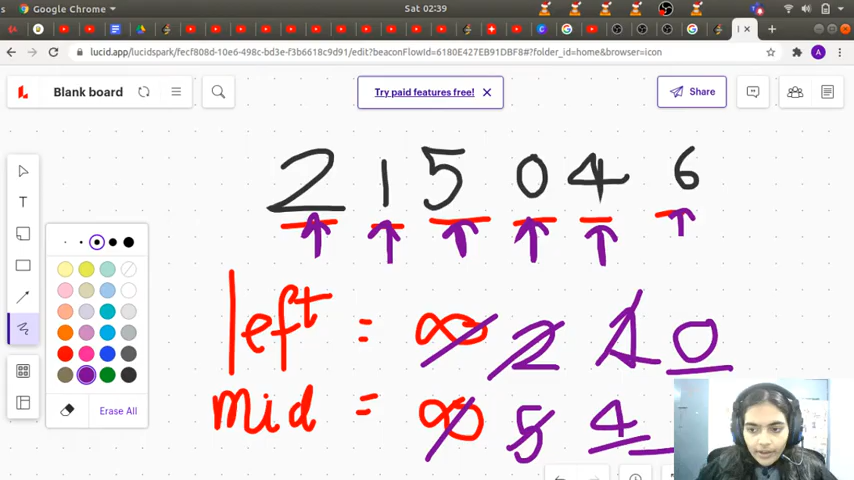 Google Chrome
Sat 02:39
lucid.app/lucidspark/fecf808d-10e6-498c-bd3e-f3b6618c9d91/edit?beaconFlowId=6180E427EB91DBF8#?folder_id=home&browser=icon
Blank board
Try paid features free!
Share
2 1 5 0 4 6
left = ∞ 2 1 0
mid = ∞ 5 4
T
Erase All